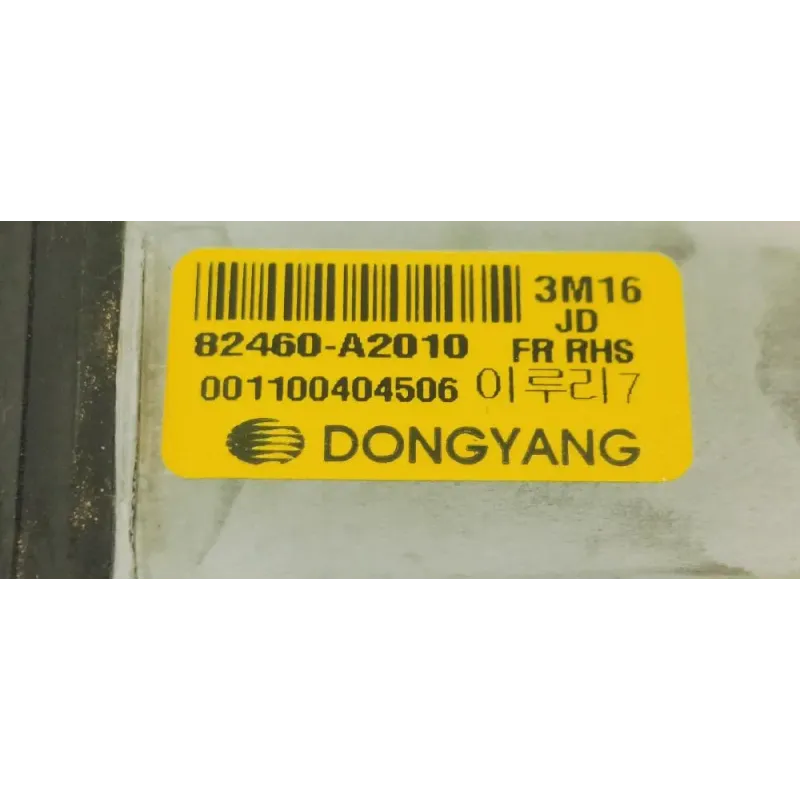 3M16
JD
82460-A2010 FR RHS
001100404506 이루리7
DONGYANG